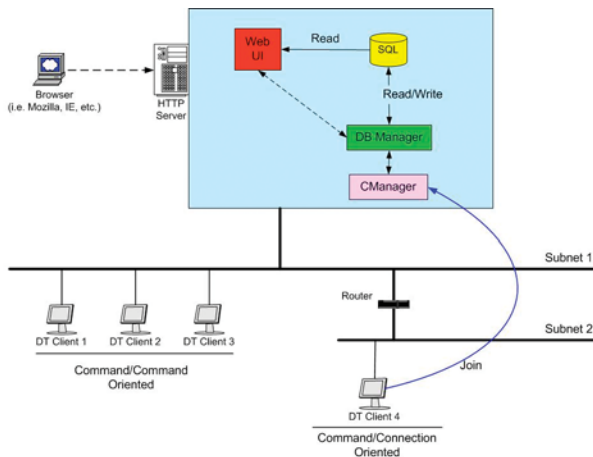 Web
UI
Read
SQL
Browser
(i.e. Mozilla, IE, etc.)
HTTP
Server
Read/Write
DB Manager
CManager
Subnet 1
Router
DT Client 1
DT Client 2
DT Client 3
Subnet 2
Command/Command
Oriented
Join
DT Client 4
Command/Connection
Oriented